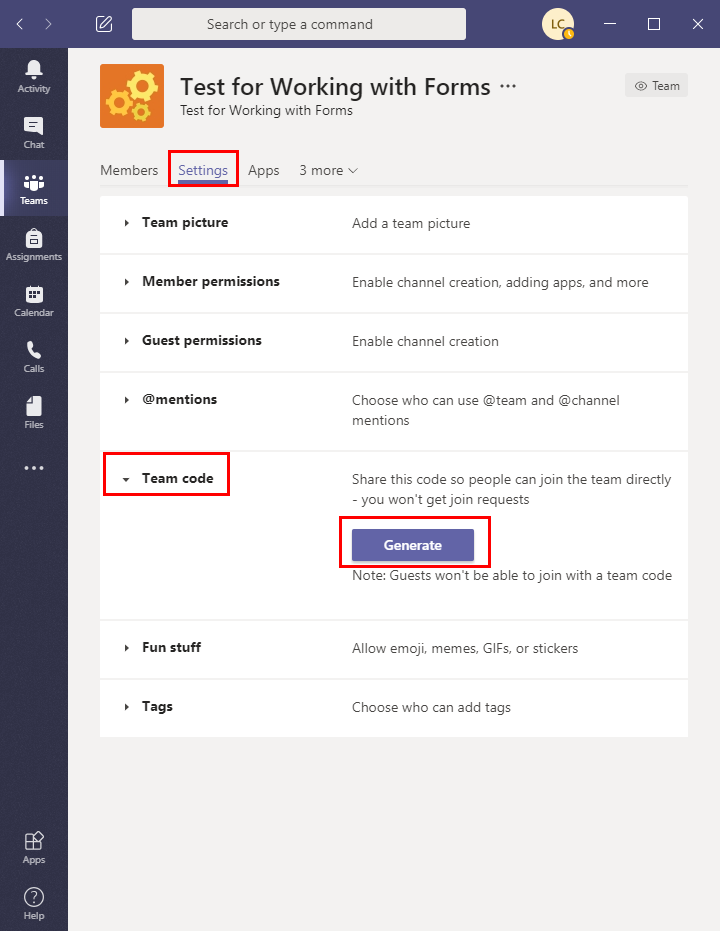 Search or type a command
LC
Activity
Chat
Teams
Assignments
Calendar
Calls
Files
Apps
Help
Test for Working with Forms
Team
Test for Working with Forms
Members Settings Apps 3 more
Team picture Add a team picture
Member permissions Enable channel creation, adding apps, and more
Guest permissions Enable channel creation
@mentions Choose who can use @team and @channel
mentions
Team code Share this code so people can join the team directly
- you won't get join requests
Generate
Note: Guests won't be able to join with a team code
Fun stuff Allow emoji, memes, GIFs, or stickers
Tags Choose who can add tags